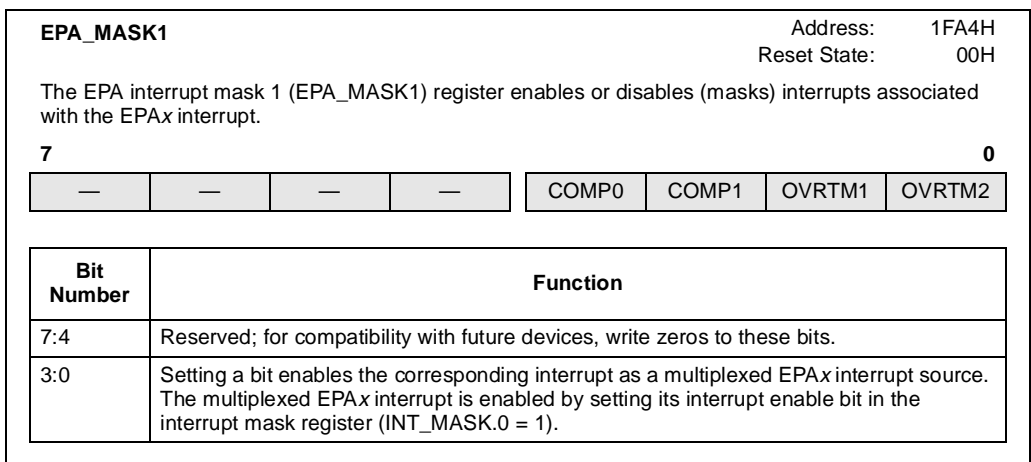 EPA_MASK1 Address: 1FA4H
Reset State: 00H
The EPA interrupt mask 1 (EPA_MASK1) register enables or disables (masks) interrupts associated
with the EPAx interrupt.
7 0
— — — — COMP0 COMP1 OVRTM1 OVRTM2
Bit
Number
Function
7:4 Reserved; for compatibility with future devices, write zeros to these bits.
3:0 Setting a bit enables the corresponding interrupt as a multiplexed EPAx interrupt source.
The multiplexed EPAx interrupt is enabled by setting its interrupt enable bit in the
interrupt mask register (INT_MASK.0 = 1).